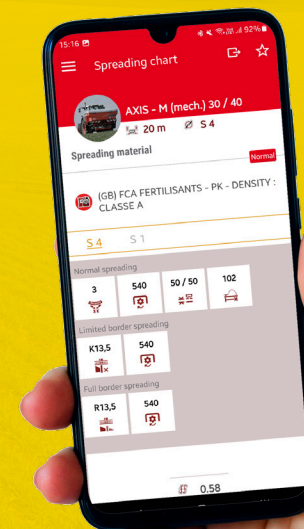 15:16
92%
Spreading chart
AXIS - M (mech.) 30 / 40
20 m
S 4
Spreading material
Normal
(GB) FCA FERTILISANTS - PK - DENSITY :
CLASSE A
S 4
S 1
Normal spreading
3
540
50 / 50
102
Limited border spreading
K13,5
540
Full border spreading
R13,5
540
0.58